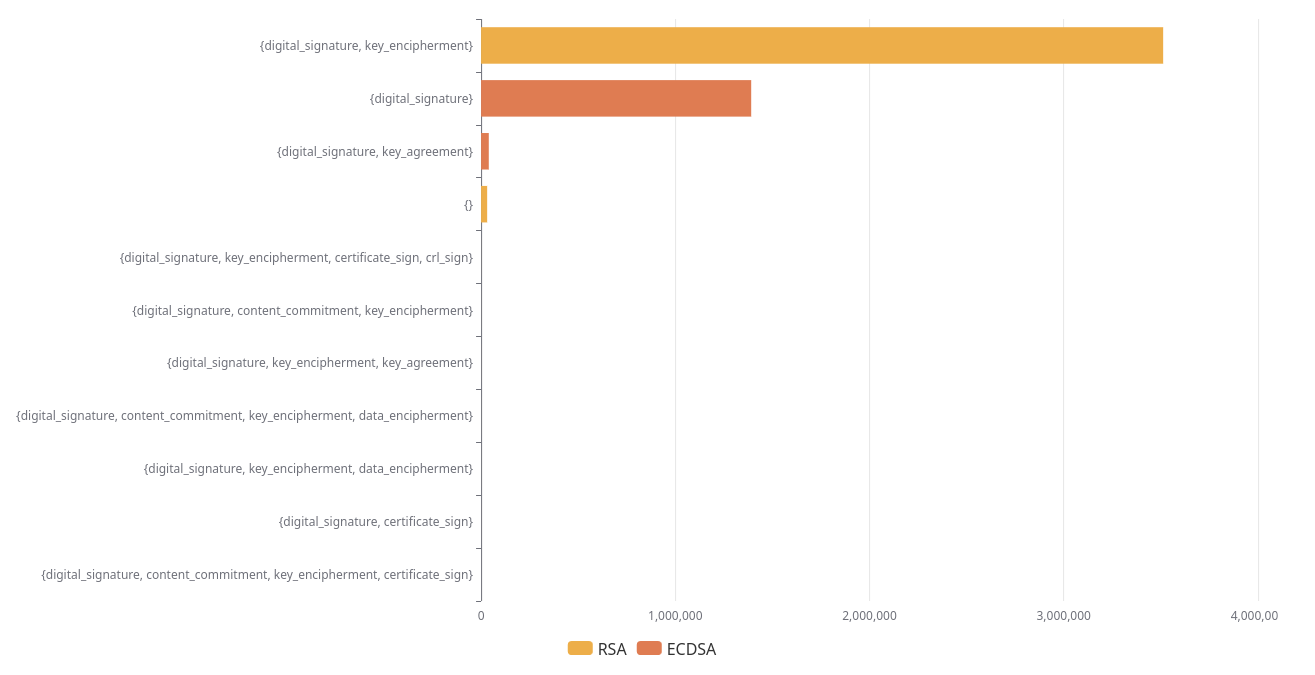 {digital_signature, key_encipherment}
{digital_signature}
{digital_signature, key_agreement}
{}
{digital_signature, key_encipherment, certificate_sign, crl_sign}
{digital_signature, content_commitment, key_encipherment}
{digital_signature, key_encipherment, key_agreement}
{digital_signature, content_commitment, key_encipherment, data_encipherment}
{digital_signature, key_encipherment, data_encipherment}
{digital_signature, certificate_sign}
{digital_signature, content_commitment, key_encipherment, certificate_sign}
0 1,000,000 2,000,000 3,000,000 4,000,00
RSA ECDSA